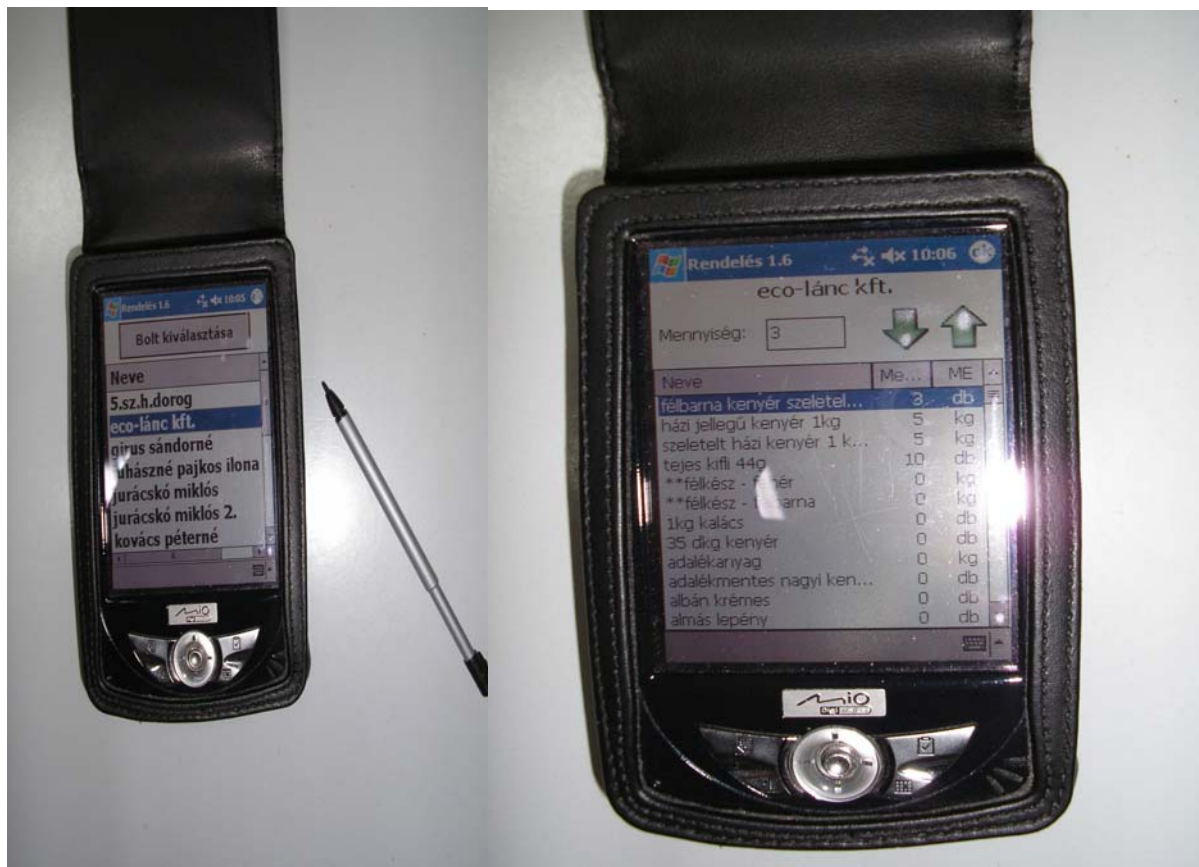 Rendelés 1.6 10:05
Bolt kiválasztása
Neve
5.sz.h.dorog
eco-lánc kft.
girus sándorné
juhászné pajkos ilona
jurácskó miklós
jurácskó miklós 2.
kovács péterné
Mio
Rendelés 1.6 10:06
eco-lánc kft.
Mennyiség: 3
Neve Me... ME
félbarna kenyér szeletel... 3 db
házi jellegű kenyér 1kg 5 kg
szeletelt házi kenyér 1 k... 5 kg
tejes kifli 44g 10 db
**félkész - fehér 0 kg
**félkész - félbarna 0 kg
1kg kalács 0 db
35 dkg kenyér 0 db
adalékanyag 0 kg
adalékmentes nagyi ken... 0 db
albán krémes 0 db
almás lepény 0 db
Mio